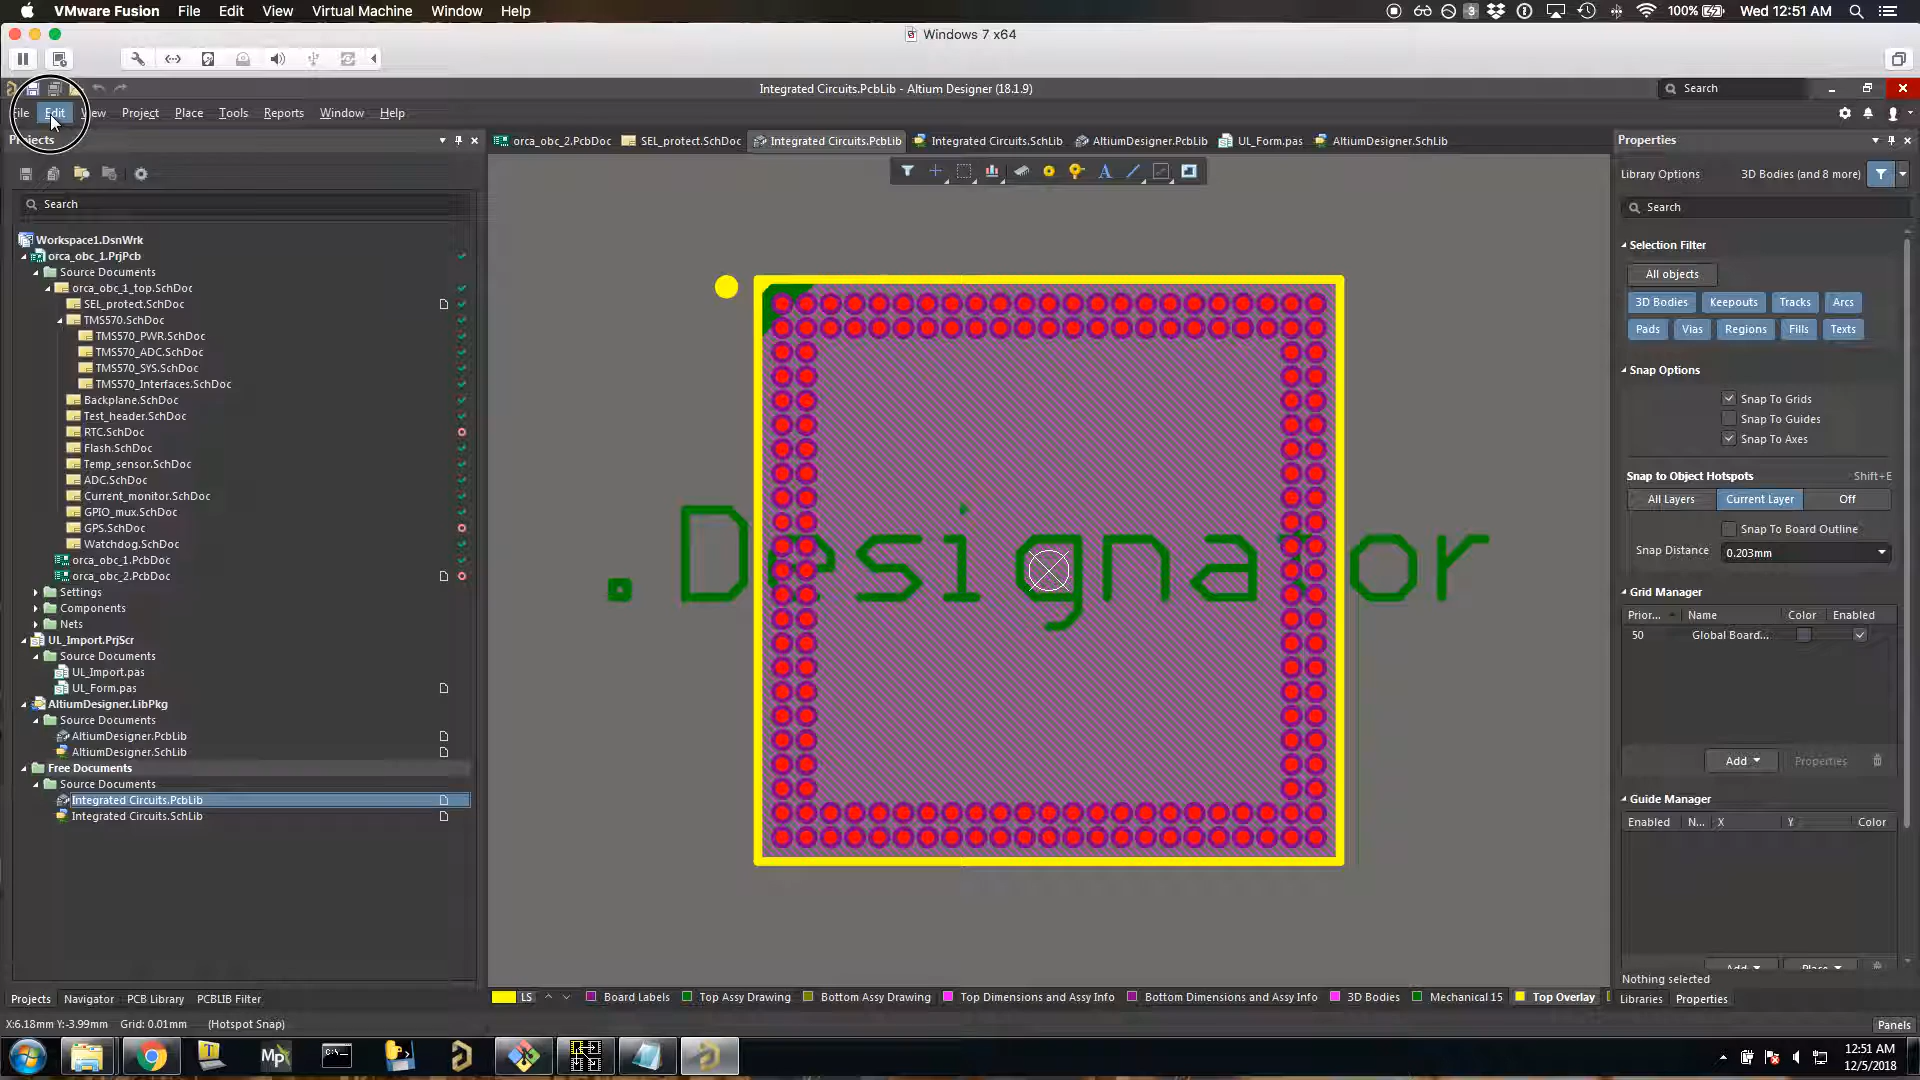 VMware Fusion File Edit View Virtual Machine Window Help
3 100% Wed 12:51 AM
Windows 7 x64
Integrated Circuits.PcbLib - Altium Designer (18.1.9)
Search
File Edit View Project Place Tools Reports Window Help
Projects
orca_obc_2.PcbDoc SEL_protect.SchDoc Integrated Circuits.PcbLib Integrated Circuits.SchLib AltiumDesigner.PcbLib UL_Form.pas AltiumDesigner.SchLib
Search
Workspace1.DsnWrk
orca_obc_1.PrjPcb
Source Documents
orca_obc_1_top.SchDoc
SEL_protect.SchDoc
TMS570.SchDoc
TMS570_PWR.SchDoc
TMS570_ADC.SchDoc
TMS570_SYS.SchDoc
TMS570_Interfaces.SchDoc
Backplane.SchDoc
Test_header.SchDoc
RTC.SchDoc
Flash.SchDoc
Temp_sensor.SchDoc
ADC.SchDoc
Current_monitor.SchDoc
GPIO_mux.SchDoc
GPS.SchDoc
Watchdog.SchDoc
orca_obc_1.PcbDoc
orca_obc_2.PcbDoc
Settings
Components
Nets
UL_Import.PrjScr
Source Documents
UL_Import.pas
UL_Form.pas
AltiumDesigner.LibPkg
Source Documents
AltiumDesigner.PcbLib
AltiumDesigner.SchLib
Free Documents
Source Documents
Integrated Circuits.PcbLib
Integrated Circuits.SchLib
.Designator
Properties
Library Options 3D Bodies (and 8 more)
Search
Selection Filter
All objects
3D Bodies Keepouts Tracks Arcs
Pads Vias Regions Fills Texts
Snap Options
Snap To Grids
Snap To Guides
Snap To Axes
Snap to Object Hotspots Shift+E
All Layers Current Layer Off
Snap To Board Outline
Snap Distance 0.203mm
Grid Manager
Prior... Name Color Enabled
50 Global Board...
Add Properties
Guide Manager
Enabled N... X Y Color
Add Place
Nothing selected
Libraries Properties
Projects Navigator PCB Library PCBLIB Filter
LS Board Labels Top Assy Drawing Bottom Assy Drawing Top Dimensions and Assy Info Bottom Dimensions and Assy Info 3D Bodies Mechanical 15 Top Overlay
X:6.18mm Y:-3.99mm Grid: 0.01mm (Hotspot Snap)
Panels
Mp
12:51 AM
12/5/2018